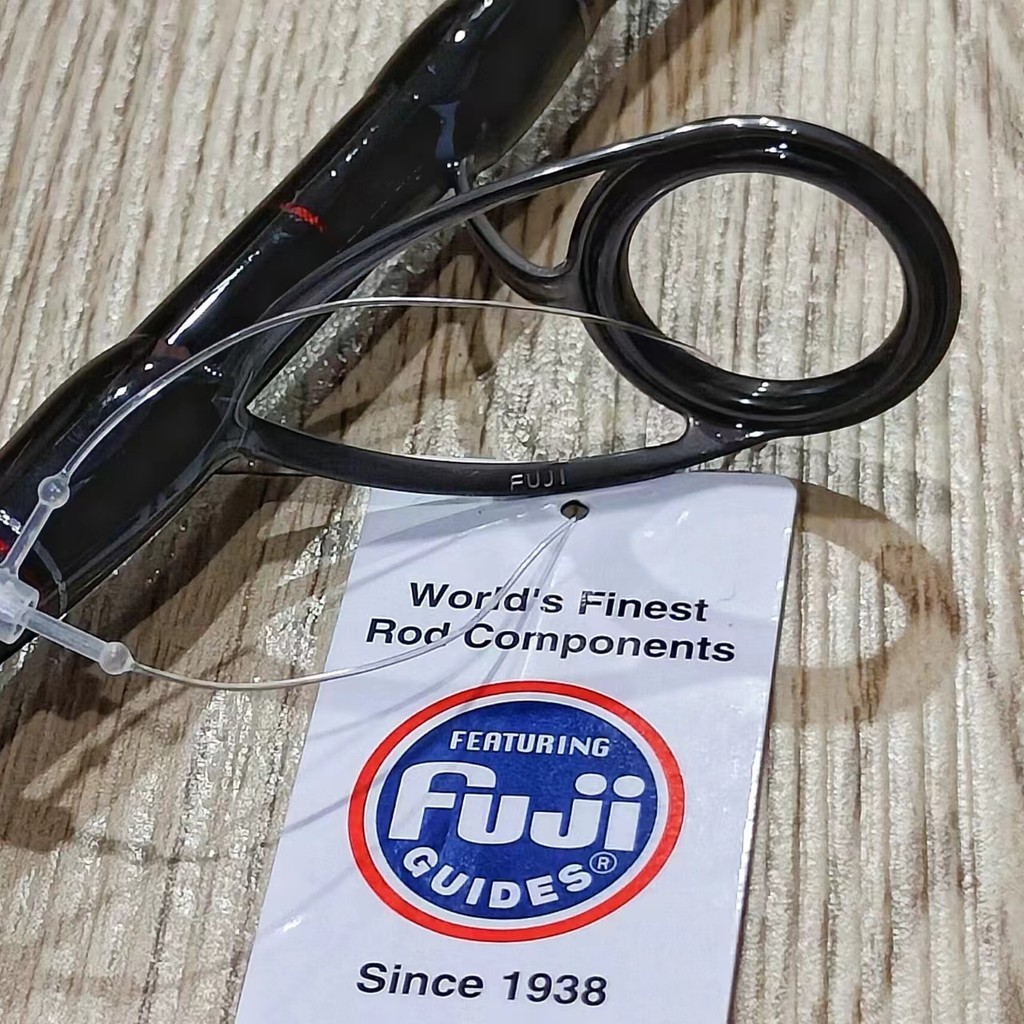 FUJI
World's Finest
Rod Components
FEATURING
Fuji
GUIDES®
Since 1938